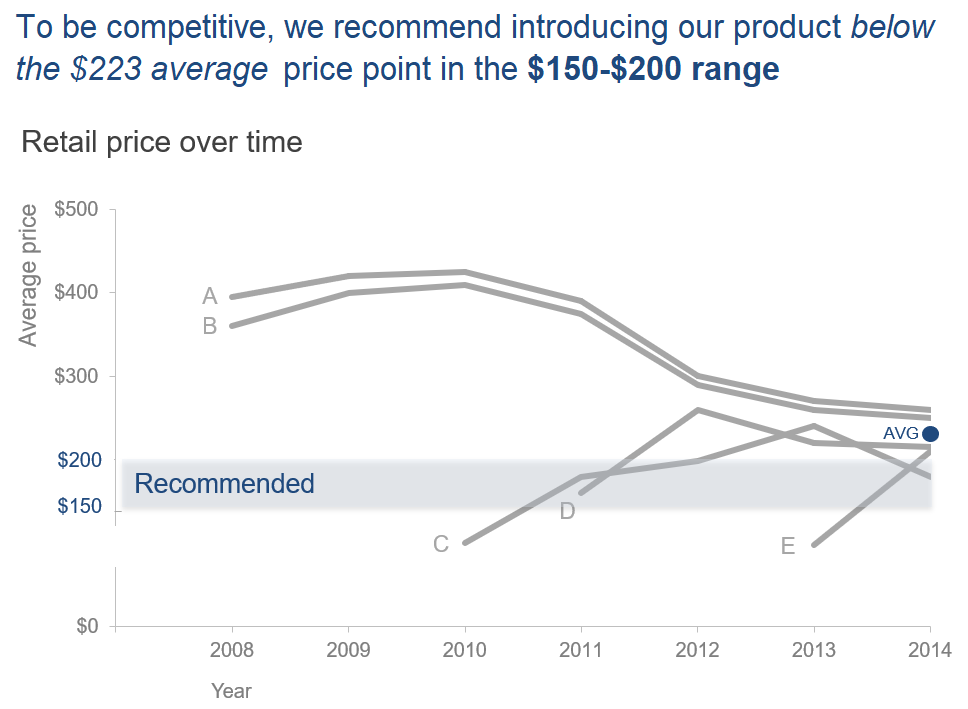 To be competitive, we recommend introducing our product below
the $223 average price point in the $150-$200 range
Retail price over time
Average price
$500
$400
$300
$200
$150
$0
A
B
C
D
E
AVG
Recommended
2008 2009 2010 2011 2012 2013 2014
Year